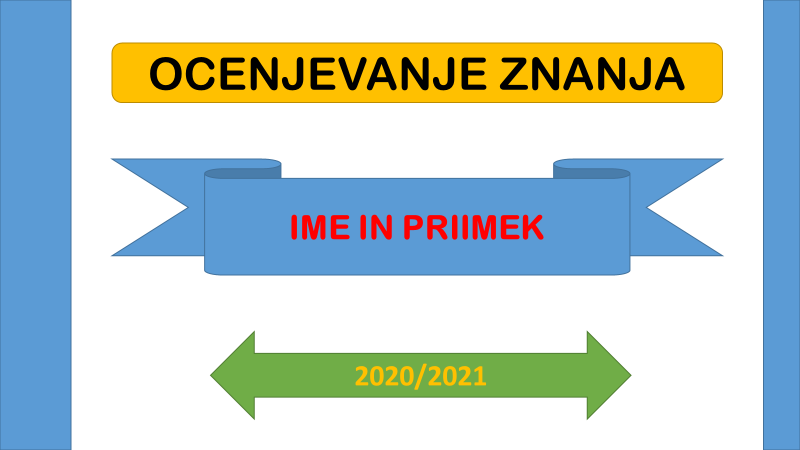 OCENJEVANJE ZNANJA
IME IN PRIIMEK
2020/2021